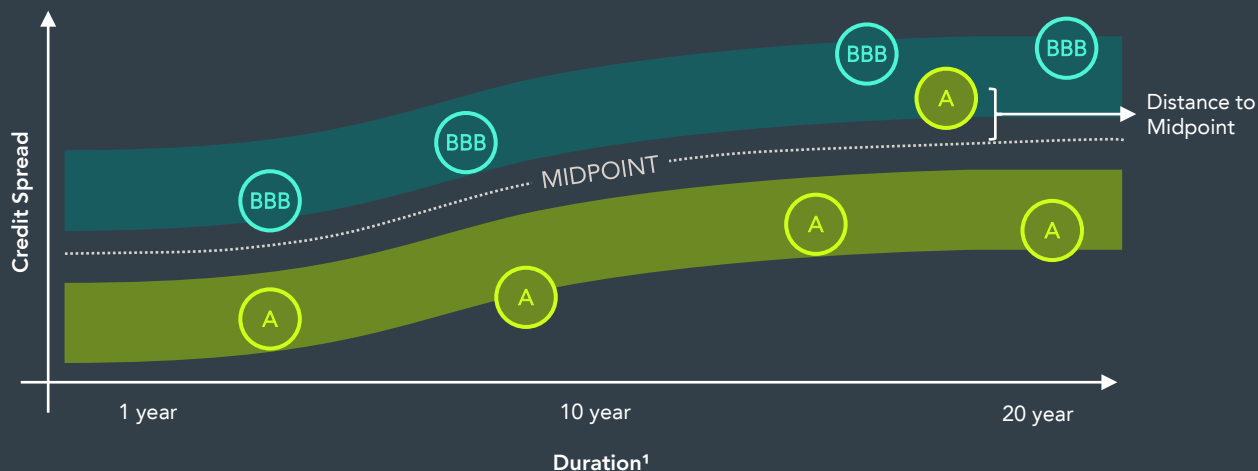 BBB
BBB
BBB
A
BBB
Distance to
Midpoint
MIDPOINT
Credit Spread
BBB
A
A
A
A
1 year
10 year
20 year
Duration¹